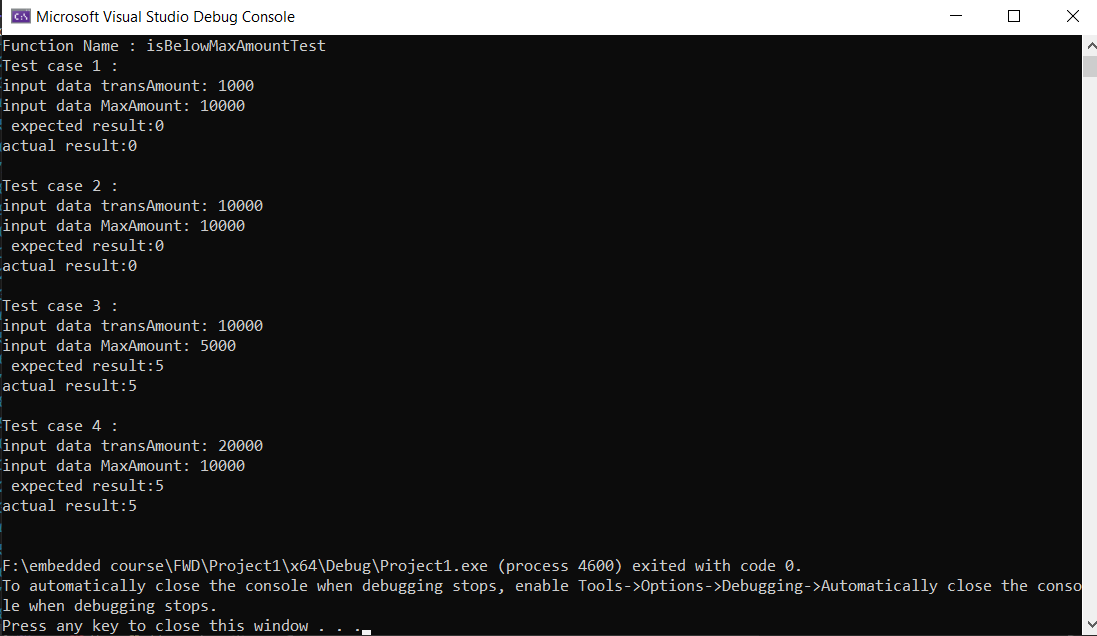 Microsoft Visual Studio Debug Console
Function Name : isBelowMaxAmountTest
Test case 1 :
input data transAmount: 1000
input data MaxAmount: 10000
 expected result:0
actual result:0

Test case 2 :
input data transAmount: 10000
input data MaxAmount: 10000
 expected result:0
actual result:0

Test case 3 :
input data transAmount: 10000
input data MaxAmount: 5000
 expected result:5
actual result:5

Test case 4 :
input data transAmount: 20000
input data MaxAmount: 10000
 expected result:5
actual result:5

F:\embedded course\FWD\Project1\x64\Debug\Project1.exe (process 4600) exited with code 0.
To automatically close the console when debugging stops, enable Tools->Options->Debugging->Automatically close the conso
le when debugging stops.
Press any key to close this window . . .